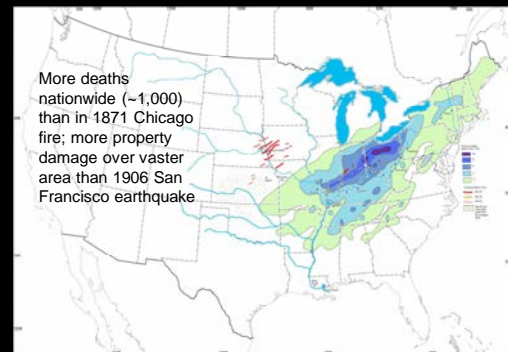 More deaths
nationwide (~1,000)
than in 1871 Chicago
fire; more property
damage over vaster
area than 1906 San
Francisco earthquake